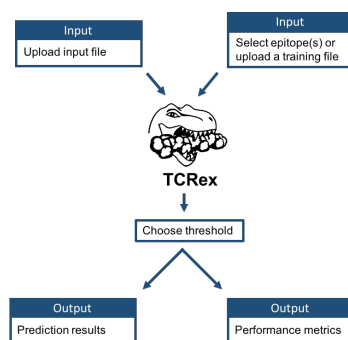 Input
Upload input file
Input
Select epitope(s) or
upload a training file
TCRex
Choose threshold
Output
Prediction results
Output
Performance metrics